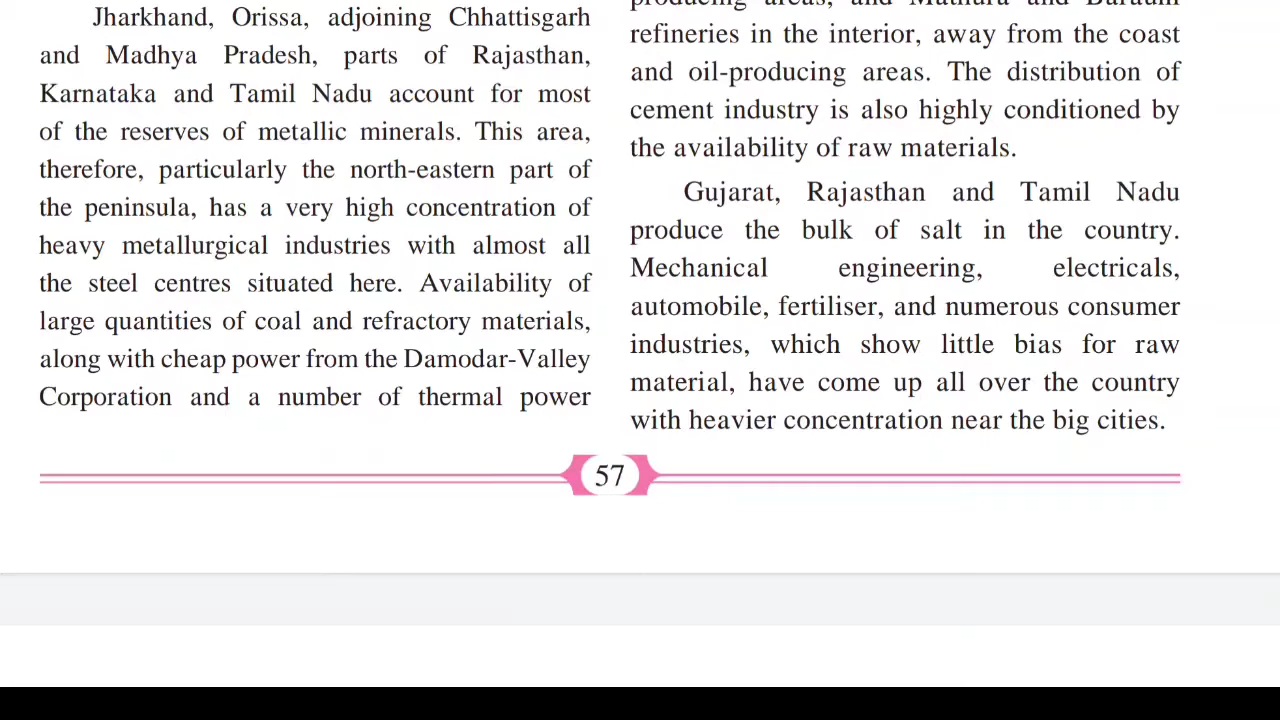 Jharkhand, Orissa, adjoining Chhattisgarh
and Madhya Pradesh, parts of Rajasthan,
Karnataka and Tamil Nadu account for most
of the reserves of metallic minerals. This area,
therefore, particularly the north-eastern part of
the peninsula, has a very high concentration of
heavy metallurgical industries with almost all
the steel centres situated here. Availability of
large quantities of coal and refractory materials,
along with cheap power from the Damodar-Valley
Corporation and a number of thermal power
producing areas, and Mathura and Barauni
refineries in the interior, away from the coast
and oil-producing areas. The distribution of
cement industry is also highly conditioned by
the availability of raw materials.
Gujarat, Rajasthan and Tamil Nadu
produce the bulk of salt in the country.
Mechanical engineering, electricals,
automobile, fertiliser, and numerous consumer
industries, which show little bias for raw
material, have come up all over the country
with heavier concentration near the big cities.
57